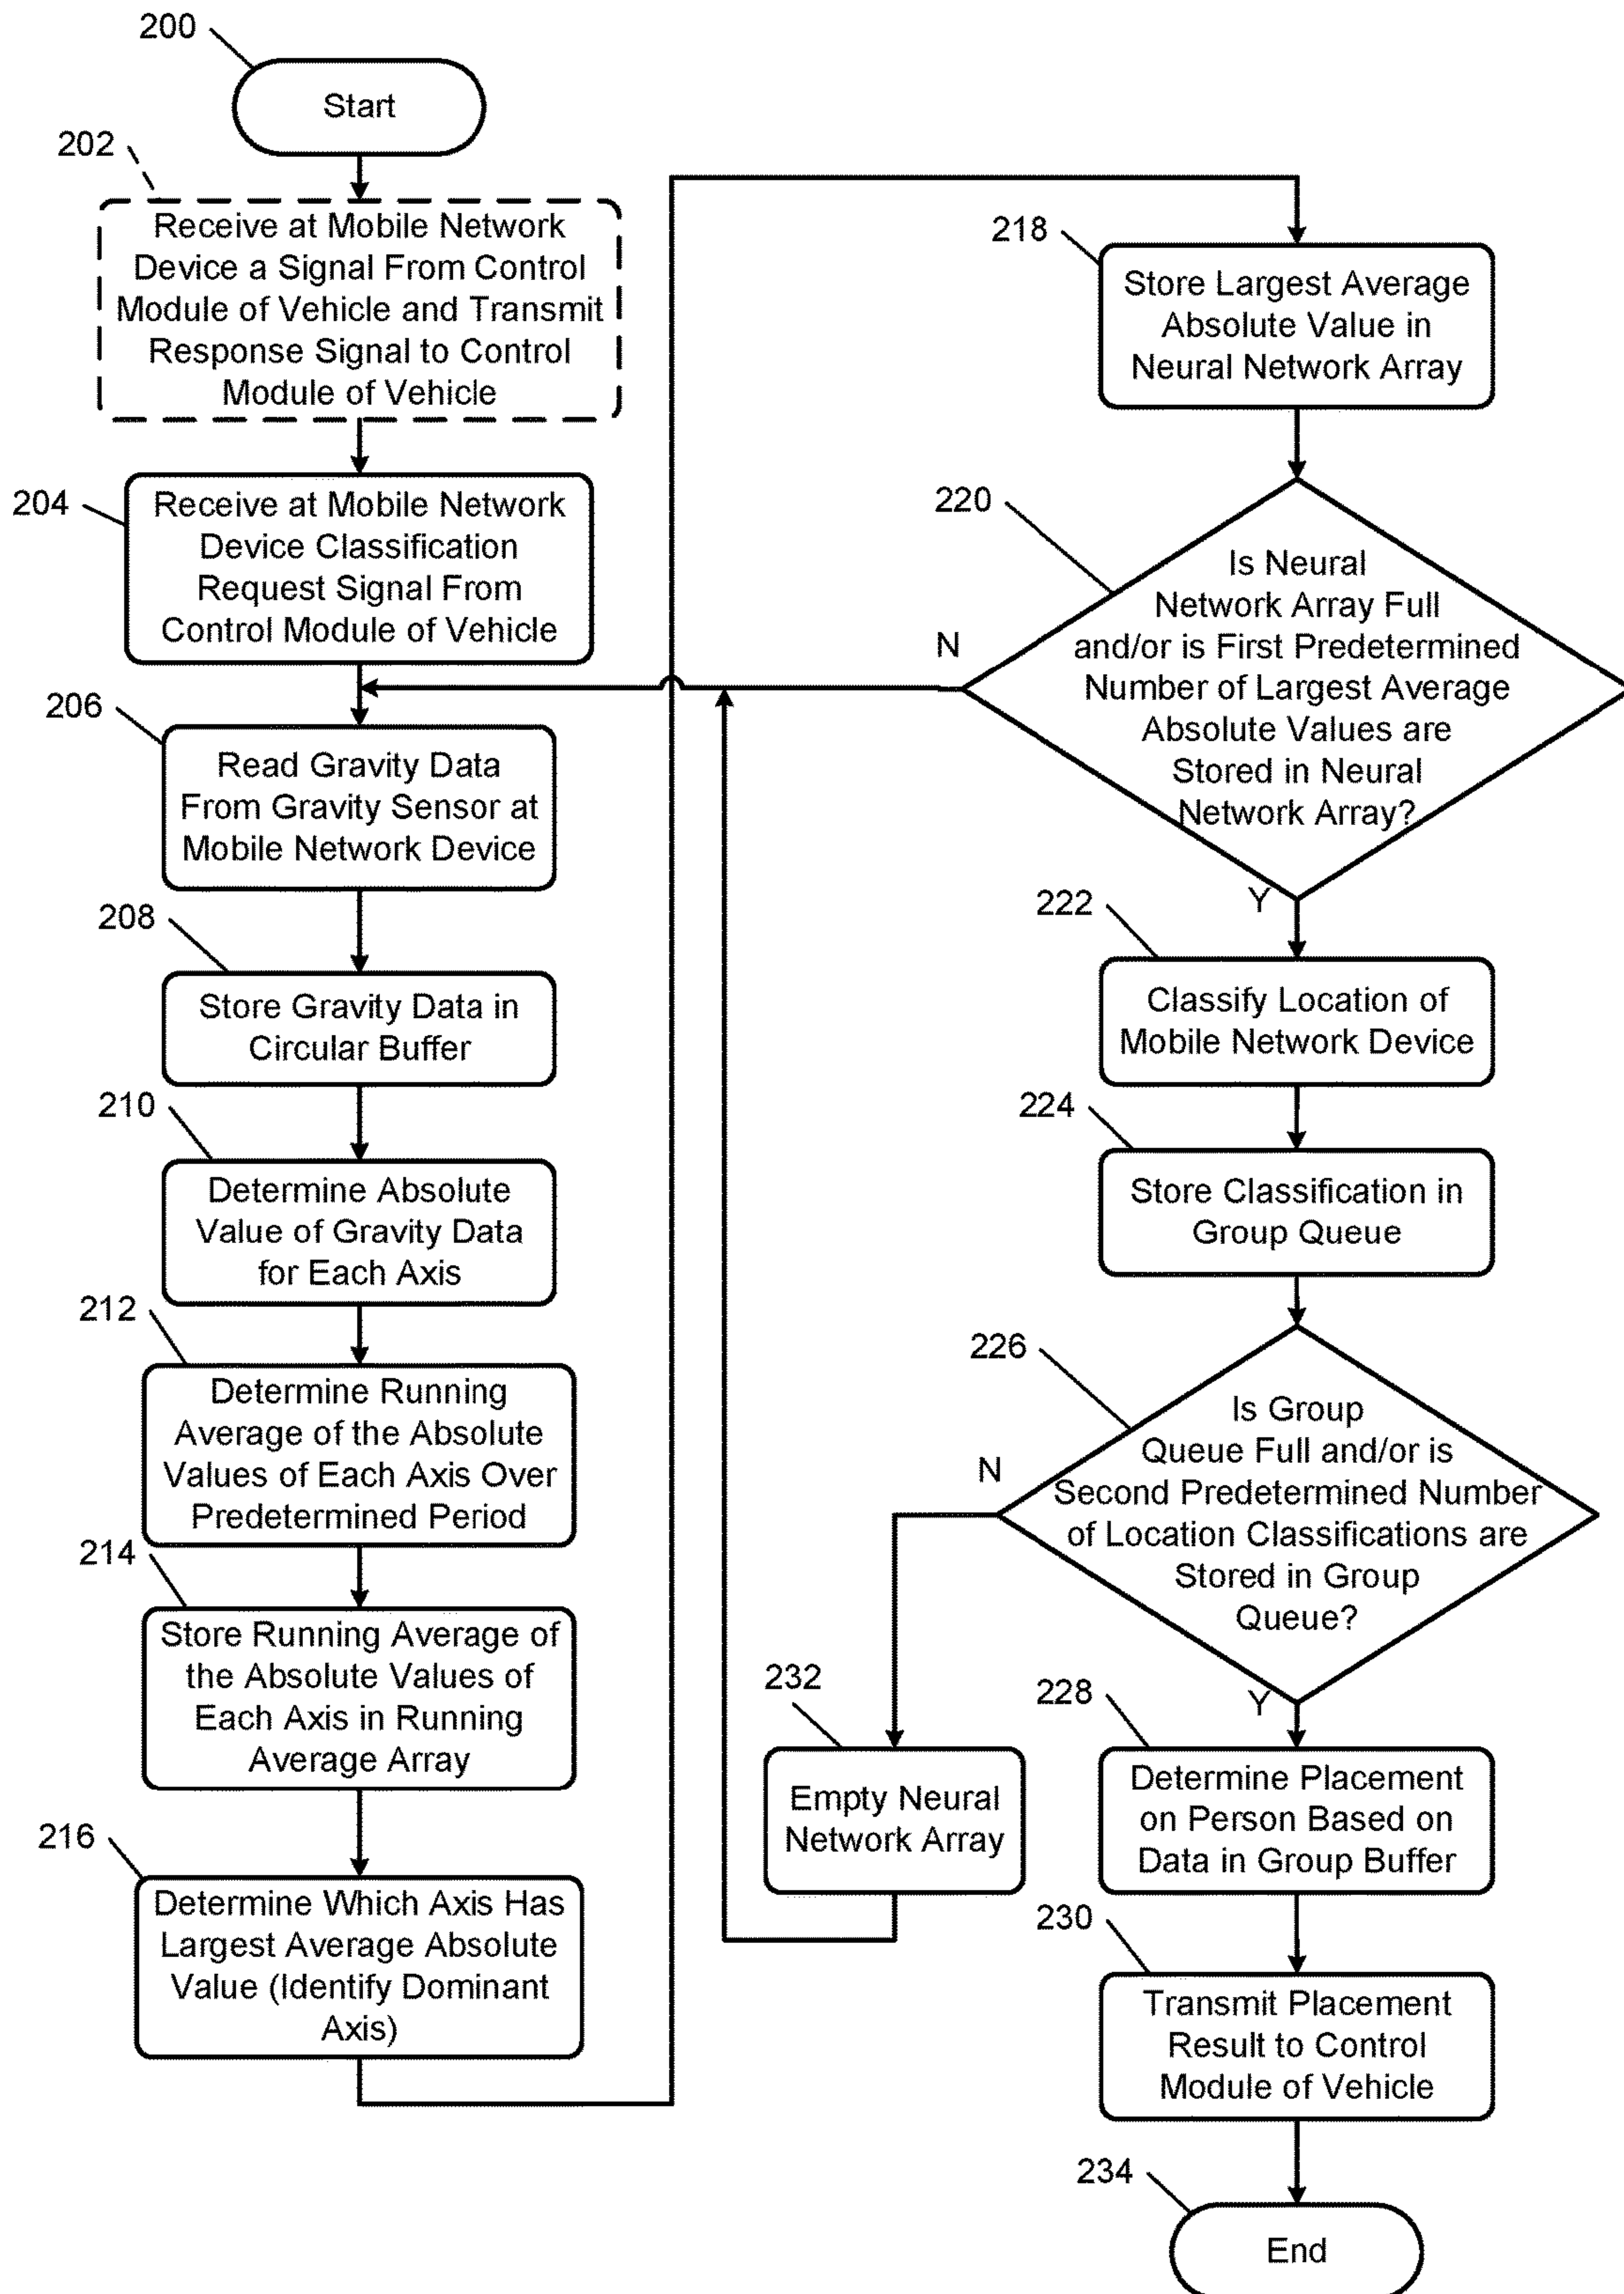 200
Start
202
Receive at Mobile Network
Device a Signal From Control
Module of Vehicle and Transmit
Response Signal to Control
Module of Vehicle
204
Receive at Mobile Network
Device Classification
Request Signal From
Control Module of Vehicle
206
Read Gravity Data
From Gravity Sensor at
Mobile Network Device
208
Store Gravity Data in
Circular Buffer
210
Determine Absolute
Value of Gravity Data
for Each Axis
212
Determine Running
Average of the Absolute
Values of Each Axis Over
Predetermined Period
214
Store Running Average of
the Absolute Values of
Each Axis in Running
Average Array
216
Determine Which Axis Has
Largest Average Absolute
Value (Identify Dominant
Axis)
218
Store Largest Average
Absolute Value in
Neural Network Array
220
Is Neural
Network Array Full
and/or is First Predetermined
Number of Largest Average
Absolute Values are
Stored in Neural
Network Array?
N
Y
222
Classify Location of
Mobile Network Device
224
Store Classification in
Group Queue
226
Is Group
Queue Full and/or is
Second Predetermined Number
of Location Classifications are
Stored in Group
Queue?
N
Y
232
Empty Neural
Network Array
228
Determine Placement
on Person Based on
Data in Group Buffer
230
Transmit Placement
Result to Control
Module of Vehicle
234
End